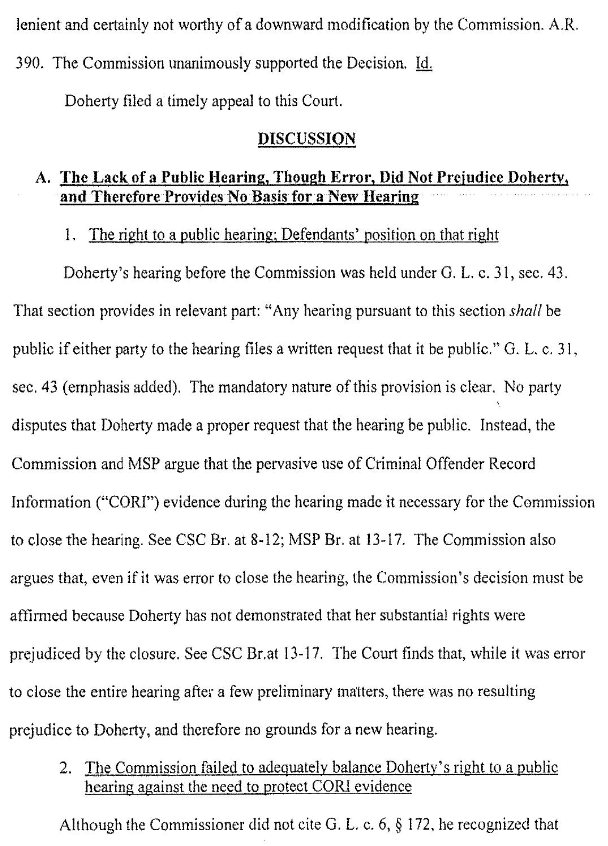 lenient and certainly not worthy of a downward modification by the Commission. A.R.
390. The Commission unanimously supported the Decision. Id.
Doherty filed a timely appeal to this Court.
DISCUSSION
A. The Lack of a Public Hearing, Though Error, Did Not Prejudice Doherty,
and Therefore Provides No Basis for a New Hearing
1. The right to a public hearing; Defendants' position on that right
Doherty's hearing before the Commission was held under G. L. c. 31, sec. 43.
That section provides in relevant part: "Any hearing pursuant to this section shall be
public if either party to the hearing files a written request that it be public." G. L. c. 31,
sec. 43 (emphasis added). The mandatory nature of this provision is clear. No party
disputes that Doherty made a proper request that the hearing be public. Instead, the
Commission and MSP argue that the pervasive use of Criminal Offender Record
Information ("CORI") evidence during the hearing made it necessary for the Commission
to close the hearing. See CSC Br. at 8-12; MSP Br. at 13-17. The Commission also
argues that, even if it was error to close the hearing, the Commission's decision must be
affirmed because Doherty has not demonstrated that her substantial rights were
prejudiced by the closure. See CSC Br.at 13-17. The Court finds that, while it was error
to close the entire hearing after a few preliminary matters, there was no resulting
prejudice to Doherty, and therefore no grounds for a new hearing.
2. The Commission failed to adequately balance Doherty's right to a public
hearing against the need to protect CORI evidence
Although the Commissioner did not cite G. L. c. 6, § 172, he recognized that